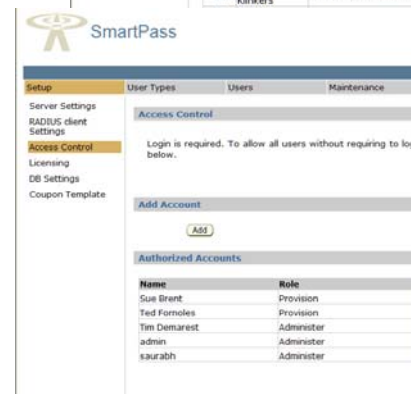 Klinkers
SmartPass
Setup User Types Users Maintenance
Server Settings
RADIUS client
Settings
Access Control
Licensing
DB Settings
Coupon Template
Access Control
Login is required. To allow all users without requiring to lo
below.
Add Account
Add
Authorized Accounts
Name Role
Sue Brent Provision
Ted Fornoles Provision
Tim Demarest Administer
admin Administer
saurabh Administer